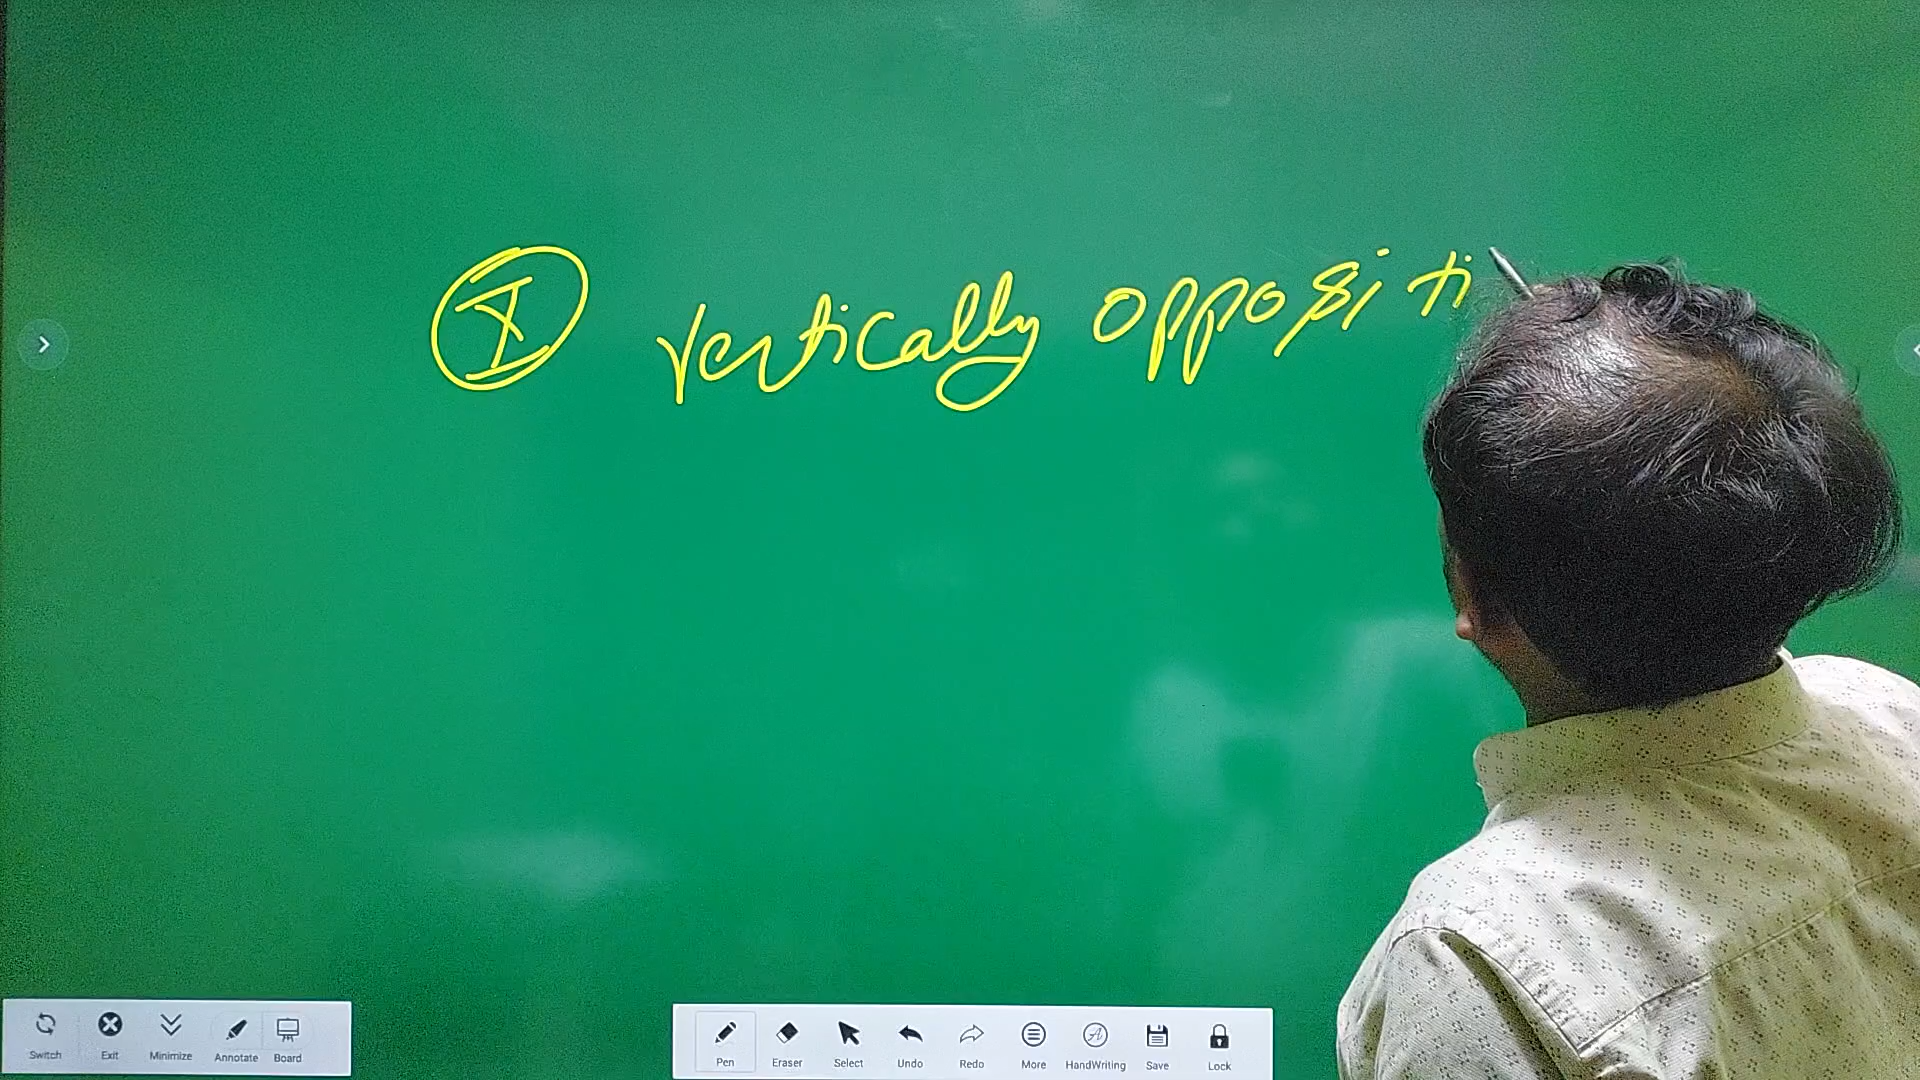 I vertically oppositi
Switch Exit Minimize Annotate Board
Pen Eraser Select Undo Redo More HandWriting Save Lock